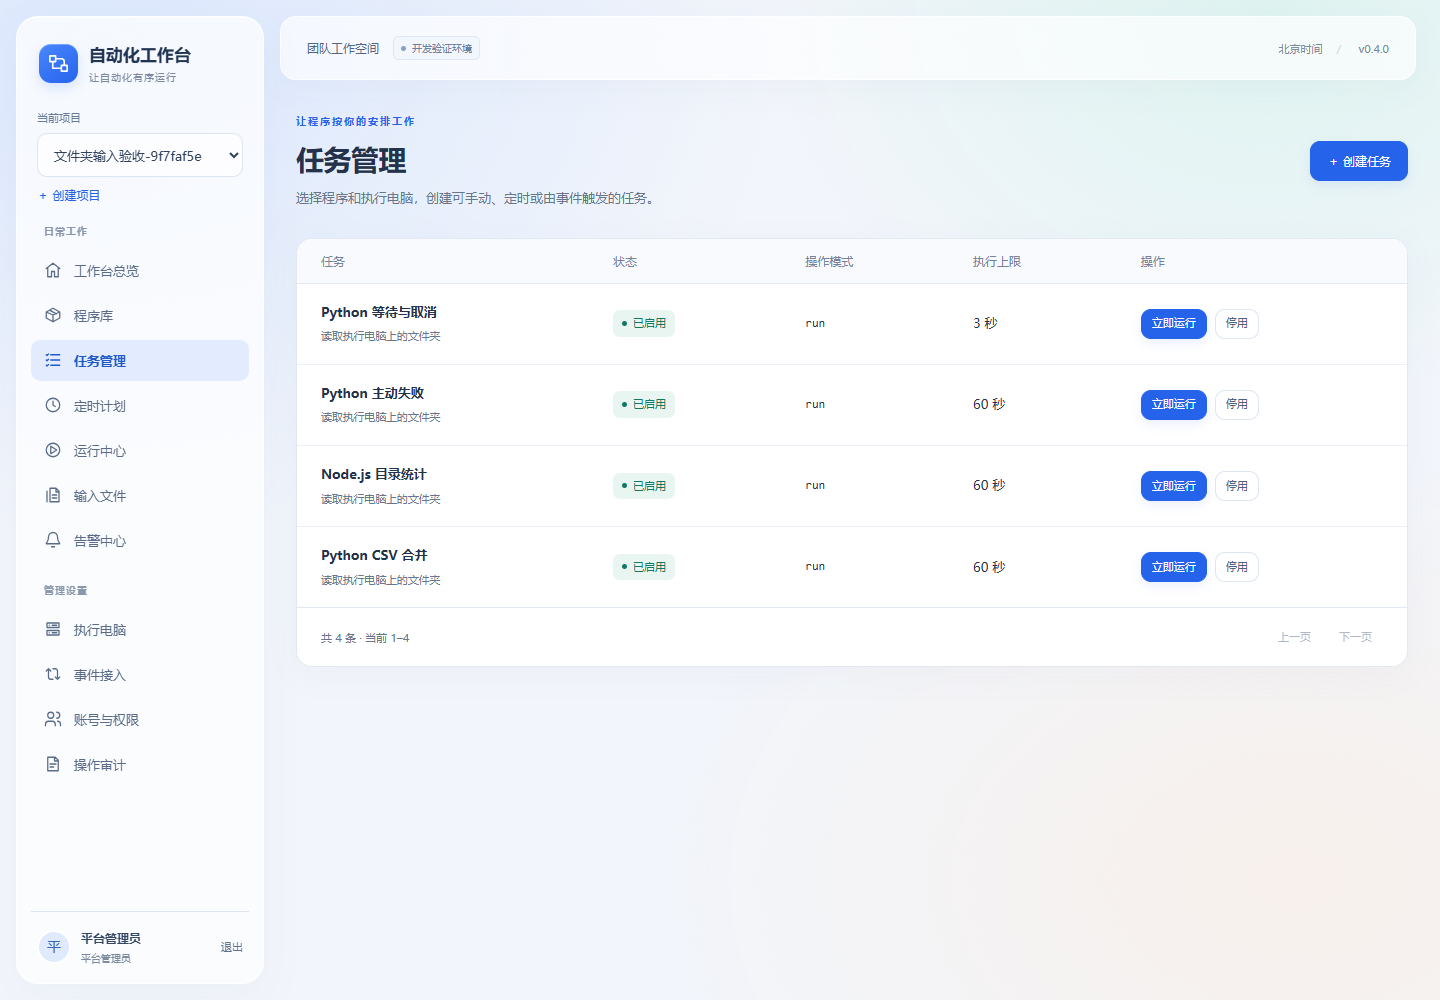 自动化工作台
让自动化有序运行
当前项目
文件夹输入验收-9f7faf5e
+ 创建项目
日常工作
工作台总览
程序库
任务管理
定时计划
运行中心
输入文件
告警中心
管理设置
执行电脑
事件接入
账号与权限
操作审计
平
平台管理员
平台管理员
退出
团队工作空间
开发验证环境
北京时间 / v0.4.0
让程序按你的安排工作
任务管理
选择程序和执行电脑，创建可手动、定时或由事件触发的任务。
+ 创建任务
任务 状态 操作模式 执行上限 操作
Python 等待与取消
读取执行电脑上的文件夹
已启用 run 3 秒 立即运行 停用
Python 主动失败
读取执行电脑上的文件夹
已启用 run 60 秒 立即运行 停用
Node.js 目录统计
读取执行电脑上的文件夹
已启用 run 60 秒 立即运行 停用
Python CSV 合并
读取执行电脑上的文件夹
已启用 run 60 秒 立即运行 停用
共 4 条 · 当前 1–4
上一页 下一页